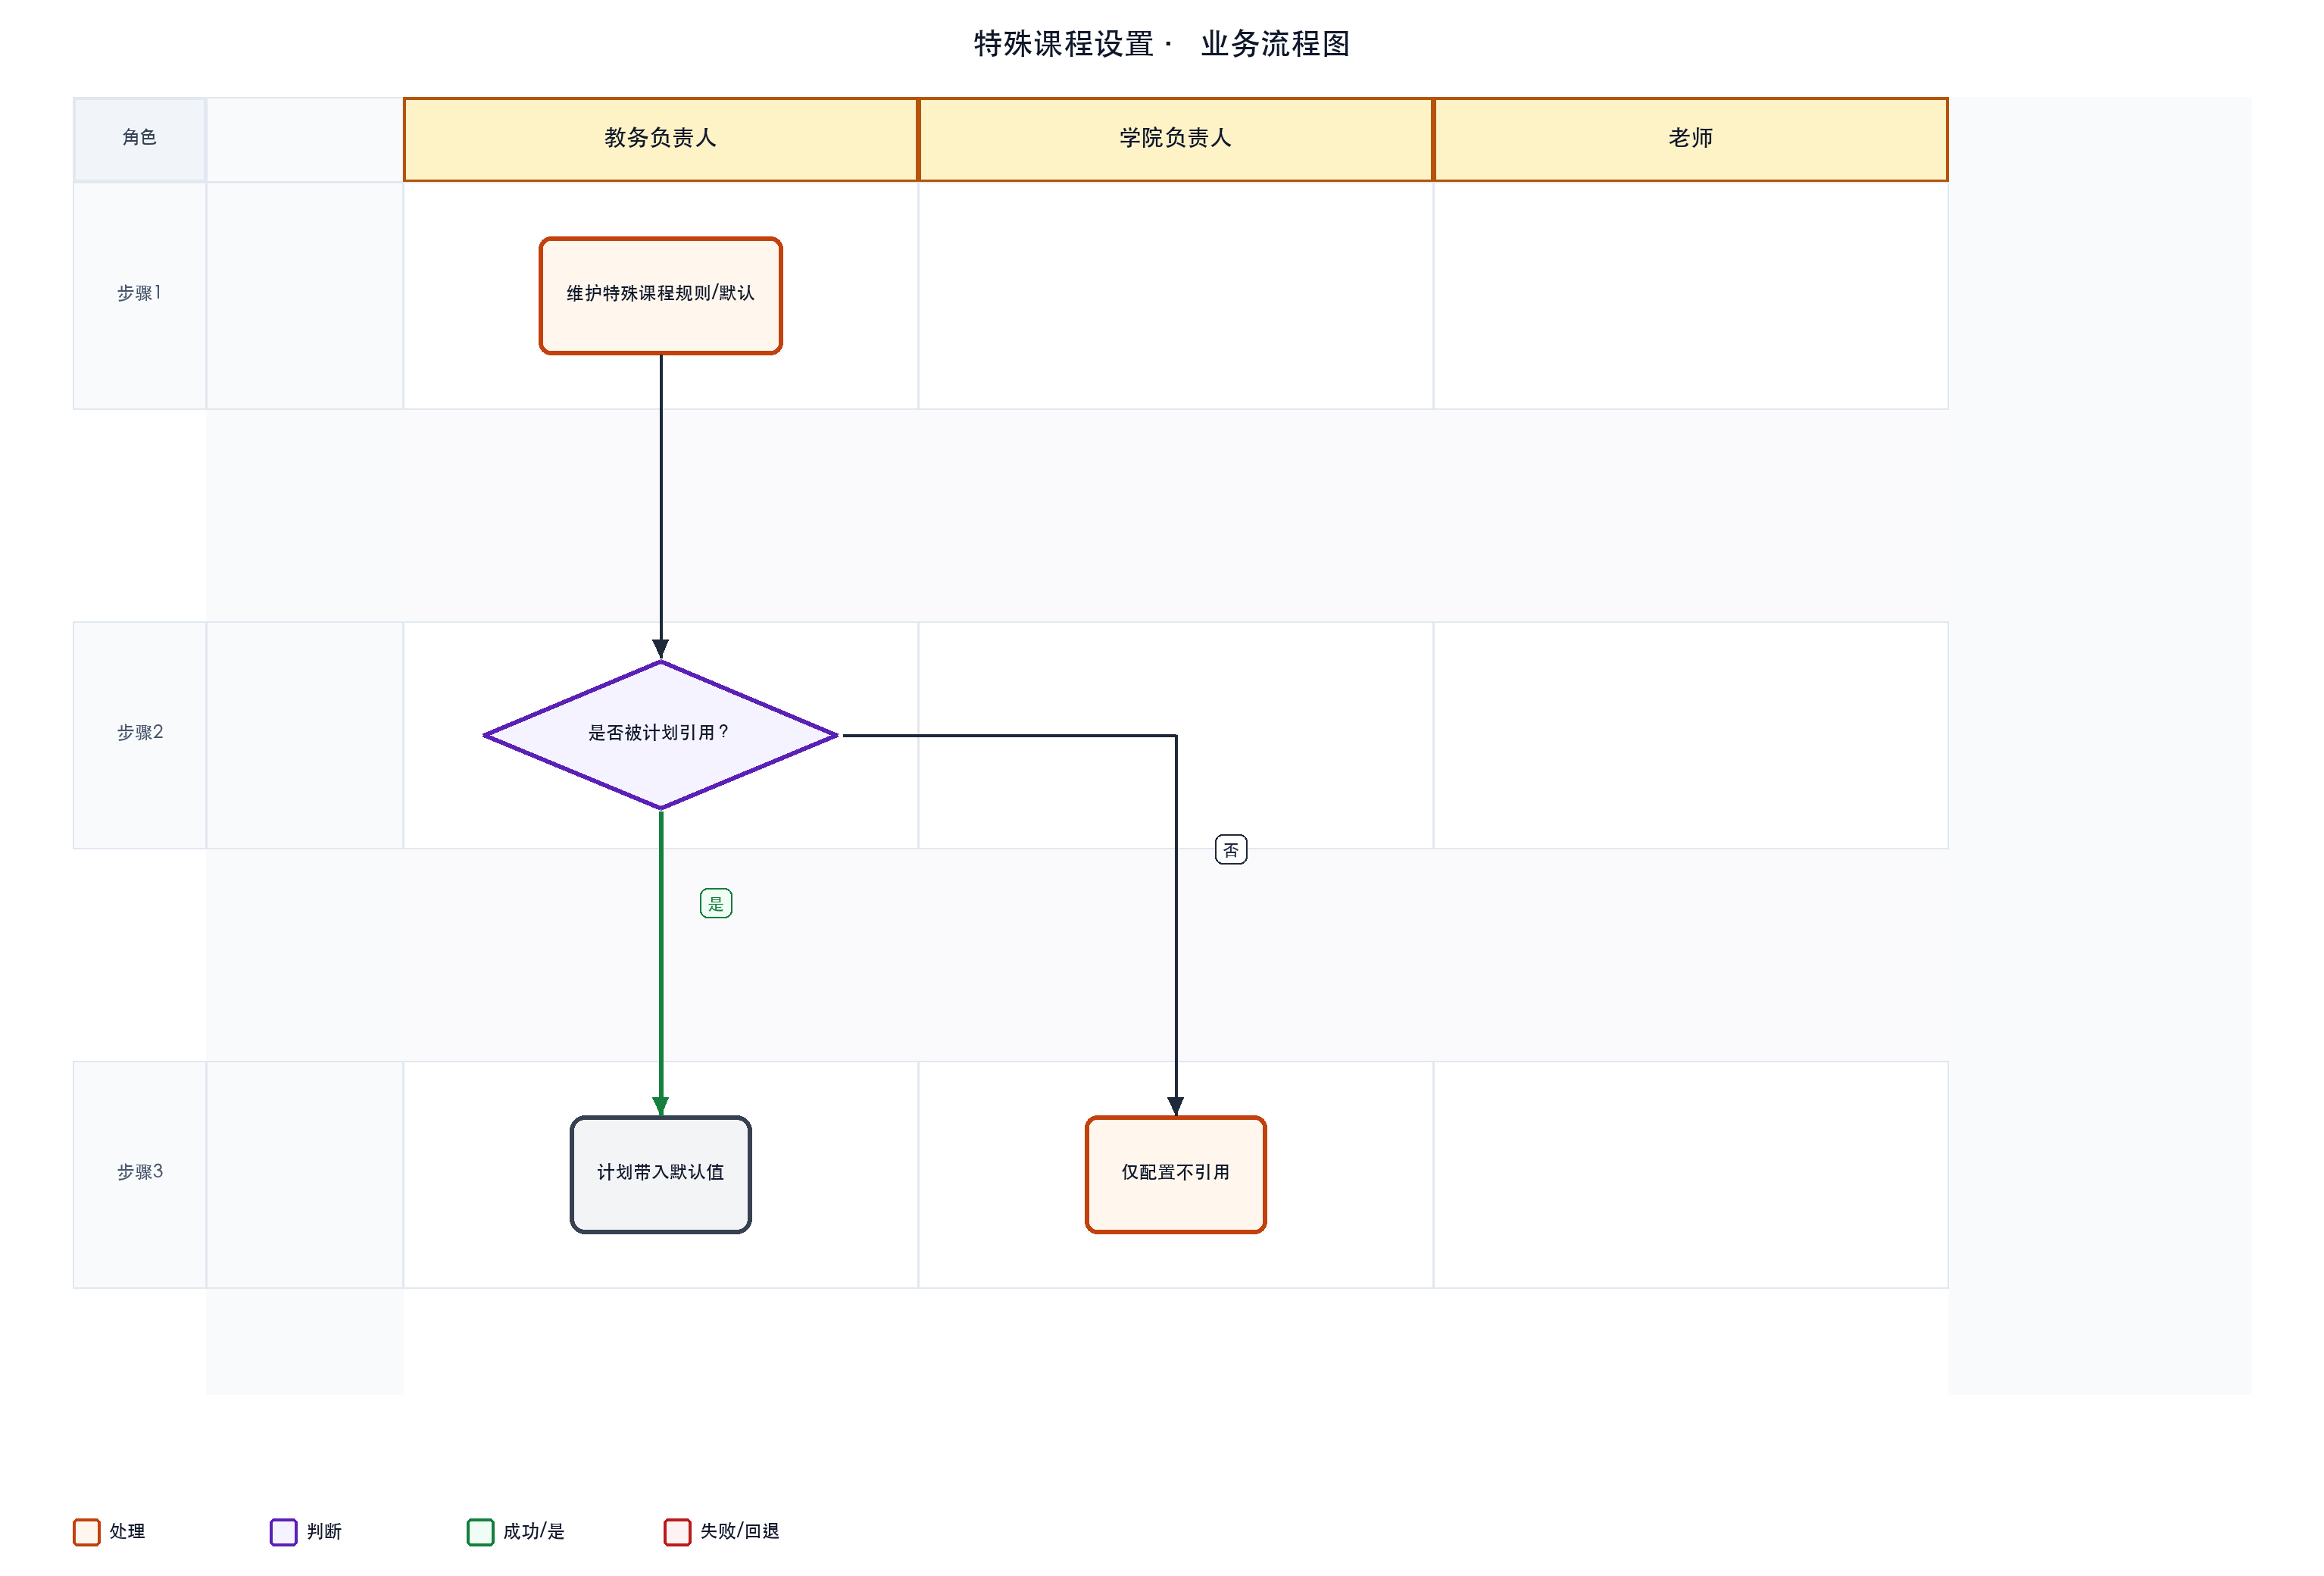 特殊课程设置 · 业务流程图
角色
教务负责人
学院负责人
老师
步骤1
维护特殊课程规则/默认
步骤2
是否被计划引用？
否
是
步骤3
计划带入默认值
仅配置不引用
处理
判断
成功/是
失败/回退